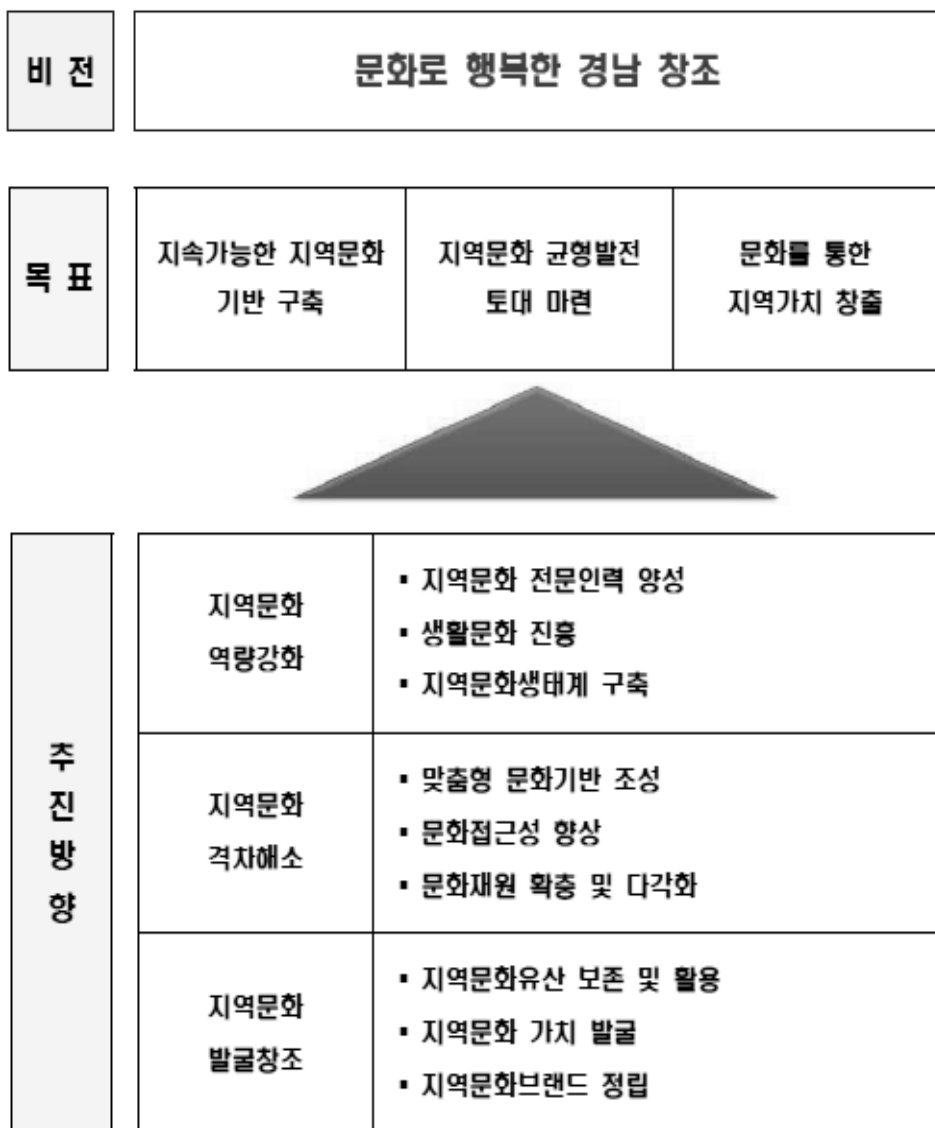 비 전
문화로 행복한 경남 창조
목 표
지속가능한 지역문화
기반 구축
지역문화 균형발전
토대 마련
문화를 통한
지역가치 창출
추
진
방
향
지역문화
역량강화
▪ 지역문화 전문인력 양성
▪ 생활문화 진흥
▪ 지역문화생태계 구축
지역문화
격차해소
▪ 맞춤형 문화기반 조성
▪ 문화접근성 향상
▪ 문화재원 확충 및 다각화
지역문화
발굴창조
▪ 지역문화유산 보존 및 활용
▪ 지역문화 가치 발굴
▪ 지역문화브랜드 정립